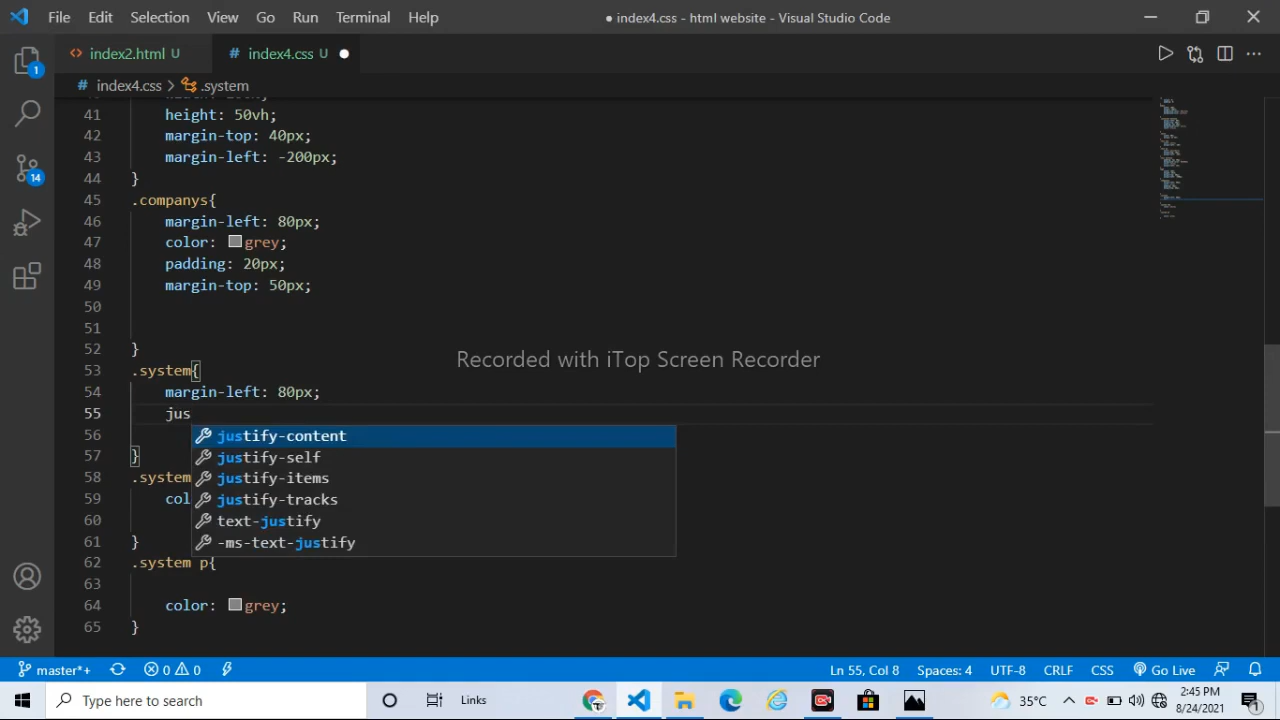 File Edit Selection View Go Run Terminal Help
● index4.css - html website - Visual Studio Code
<> index2.html U
# index4.css U ●
# index4.css > .system
41 height: 50vh;
42 margin-top: 40px;
43 margin-left: -200px;
44 }
45 .companys{
46 margin-left: 80px;
47 color: grey;
48 padding: 20px;
49 margin-top: 50px;
50
51
52 }
Recorded with iTop Screen Recorder
53 .system{
54 margin-left: 80px;
55 jus
56 justify-content
57 } justify-self
58 .system justify-items
59 col justify-tracks
60 text-justify
61 } -ms-text-justify
62 .system p{
63
64 color: grey;
65 }
1
14
master*+ 0 0 Ln 55, Col 8 Spaces: 4 UTF-8 CRLF CSS Go Live
Type here to search Links 35°C 2:45 PM
8/24/2021 1